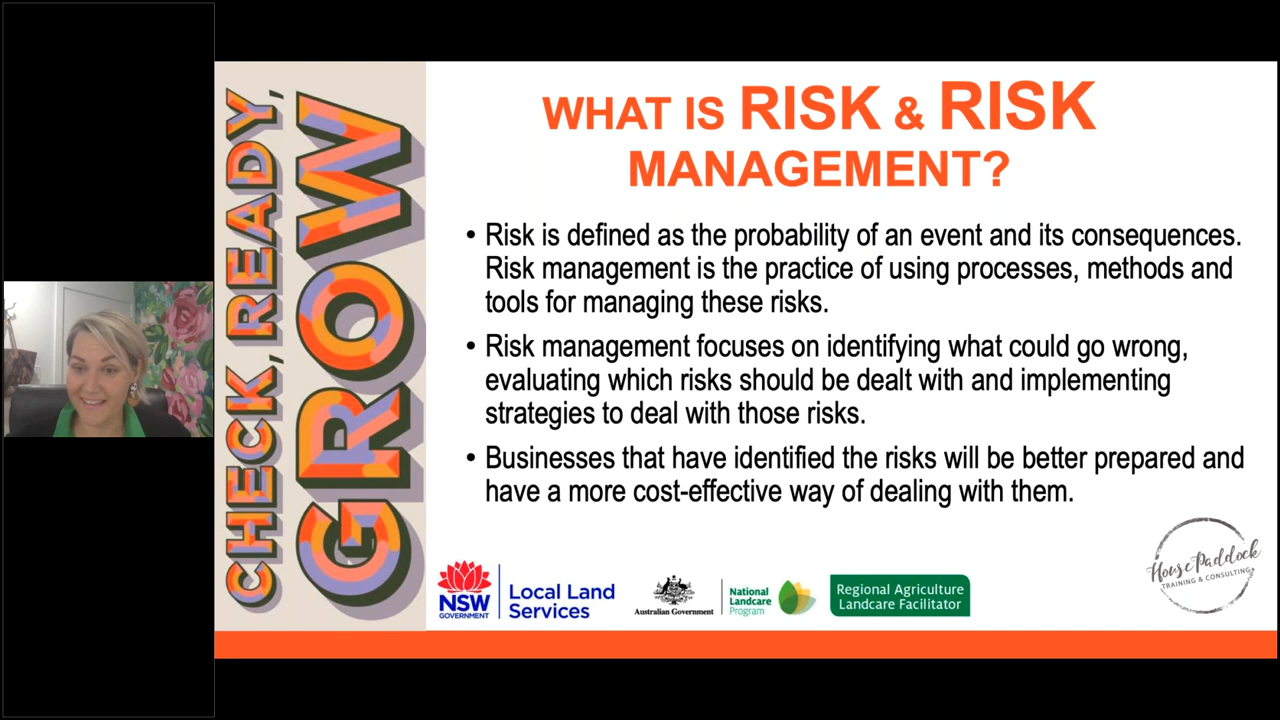 CHECK, READY,
GROW
WHAT IS RISK & RISK
MANAGEMENT?
• Risk is defined as the probability of an event and its consequences.
Risk management is the practice of using processes, methods and
tools for managing these risks.
• Risk management focuses on identifying what could go wrong,
evaluating which risks should be dealt with and implementing
strategies to deal with those risks.
• Businesses that have identified the risks will be better prepared and
have a more cost-effective way of dealing with them.
NSW
GOVERNMENT
Local Land
Services
Australian Government
National
Landcare
Program
Regional Agriculture
Landcare Facilitator
House Paddock
TRAINING & CONSULTING